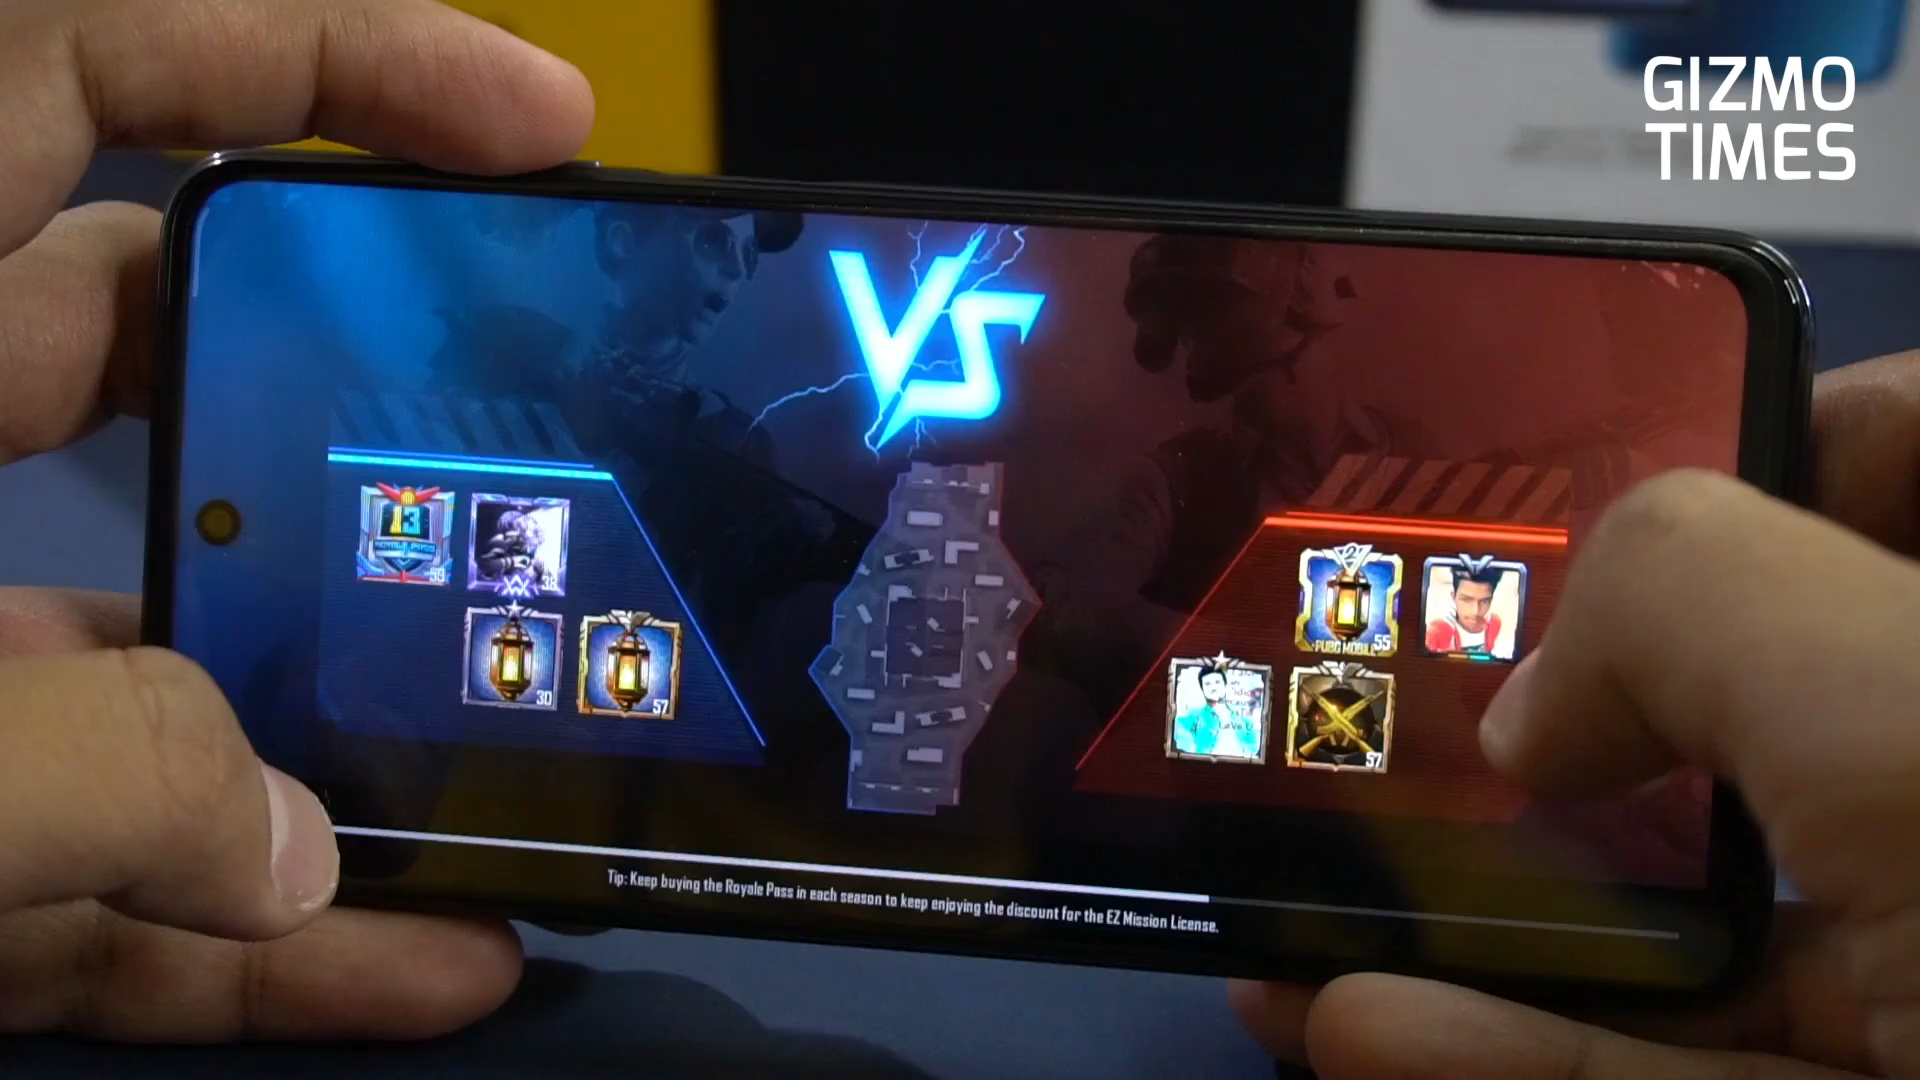 GIZMO
TIMES
VS
13
ROYALE PASS
59
38
30
57
2
PUBG MOBILE
55
57
Tip: Keep buying the Royale Pass in each season to keep enjoying the discount for the EZ Mission License.